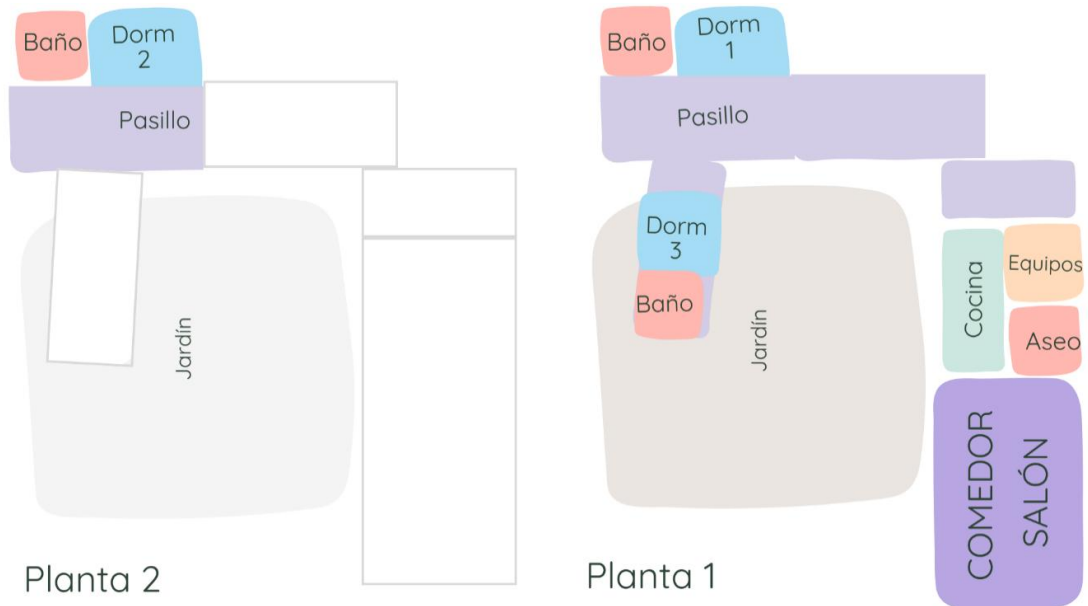 Baño
Dorm
2
Pasillo
Jardín
Planta 2
Baño
Dorm
1
Pasillo
Dorm
3
Baño
Jardín
Cocina
Equipos
Aseo
COMEDOR
SALÓN
Planta 1